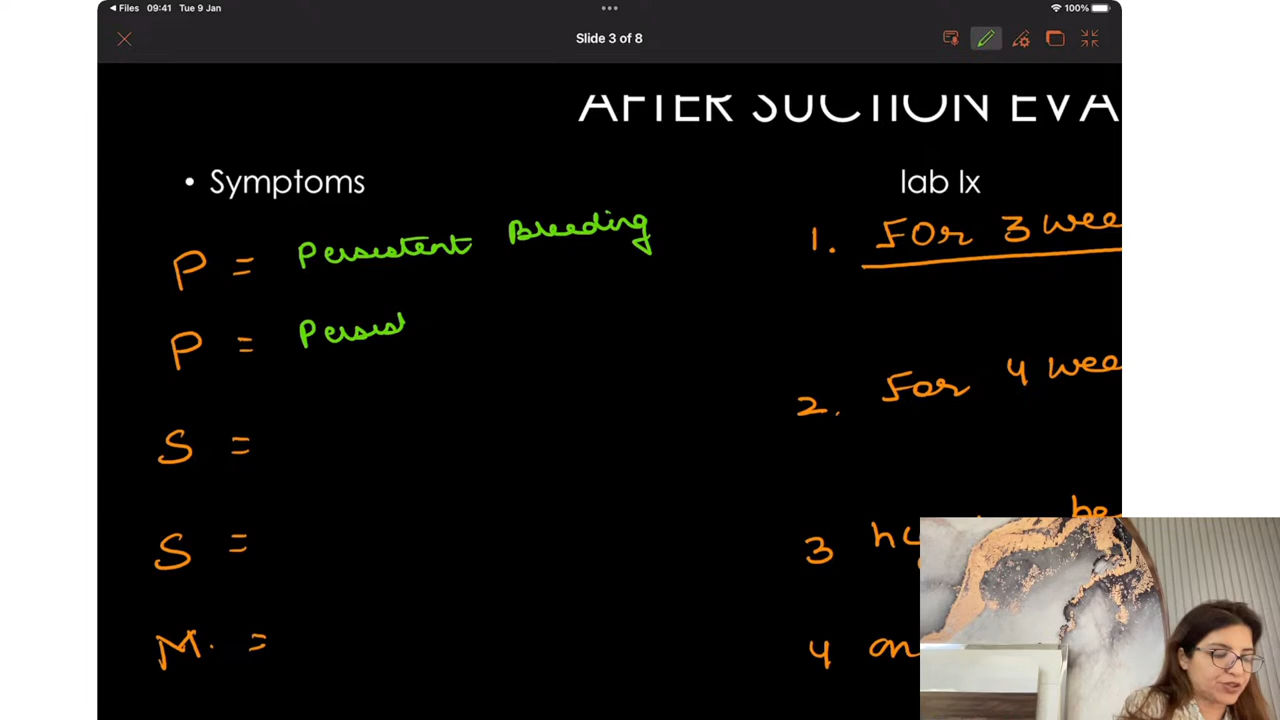 Files 09:41 Tue 9 Jan 100%
Slide 3 of 8
AFTER SUCTION EVA
• Symptoms
P = Persistent Bleeding
P = Persist
S =
S =
M. =
lab Ix
1. For 3 wee
2. For 4 wee
3
4 on